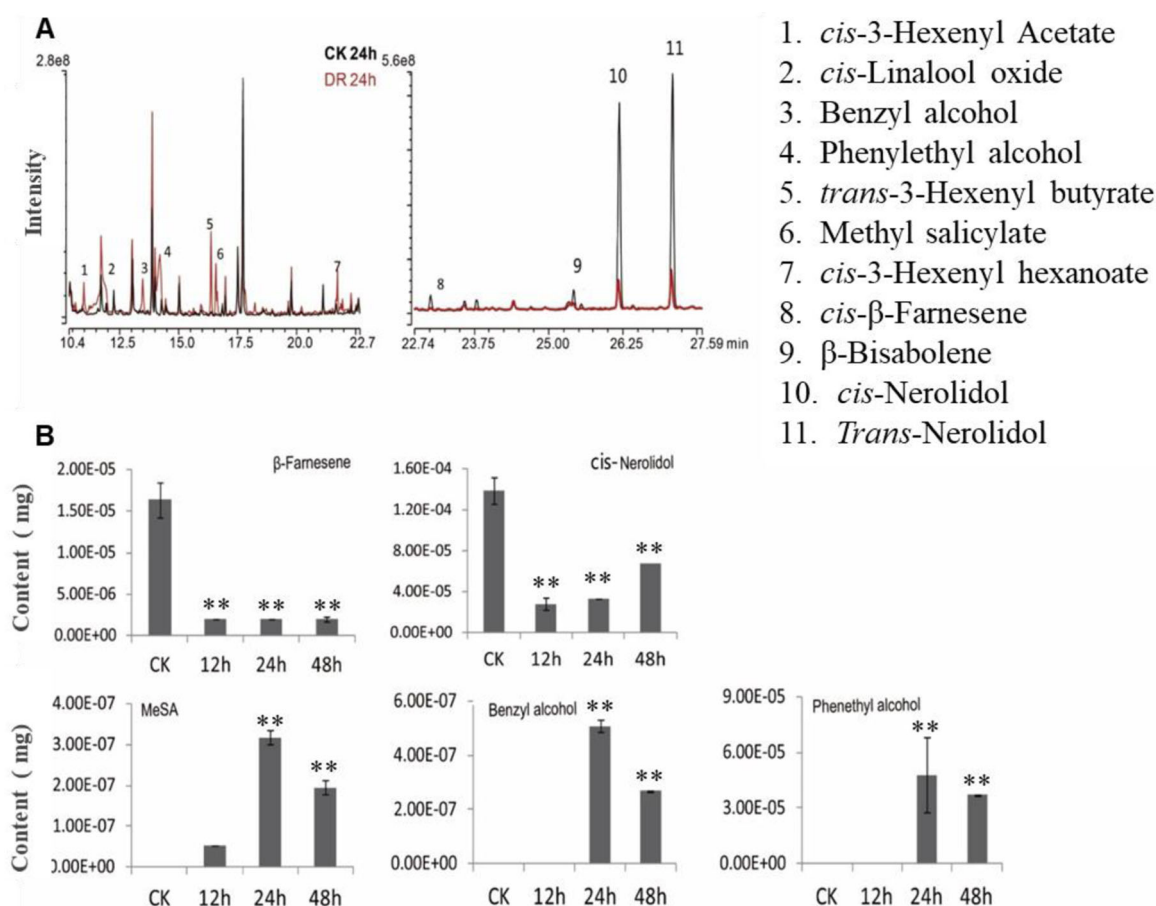 A
CK 24h
DR 24h
2.8e8
5.6e8
Intensity
1
2
3
4
5
6
7
8
9
10
11
10.4 12.5 15.0 17.5 20.0 22.7
22.74 23.75 25.00 26.25 27.59 min
1. cis-3-Hexenyl Acetate
2. cis-Linalool oxide
3. Benzyl alcohol
4. Phenylethyl alcohol
5. trans-3-Hexenyl butyrate
6. Methyl salicylate
7. cis-3-Hexenyl hexanoate
8. cis-β-Farnesene
9. β-Bisabolene
10. cis-Nerolidol
11. Trans-Nerolidol
B
Content ( mg)
β-Farnesene
2.00E-05
1.50E-05
1.00E-05
5.00E-06
0.00E+00
** ** **
CK 12h 24h 48h
cis-Nerolidol
1.60E-04
1.20E-04
8.00E-05
4.00E-05
0.00E+00
** ** **
CK 12h 24h 48h
Content ( mg)
MeSA
4.00E-07
3.00E-07
2.00E-07
1.00E-07
0.00E+00
** **
CK 12h 24h 48h
Benzyl alcohol
6.00E-07
4.00E-07
2.00E-07
0.00E+00
** **
CK 12h 24h 48h
Phenethyl alcohol
9.00E-05
6.00E-05
3.00E-05
0.00E+00
** **
CK 12h 24h 48h